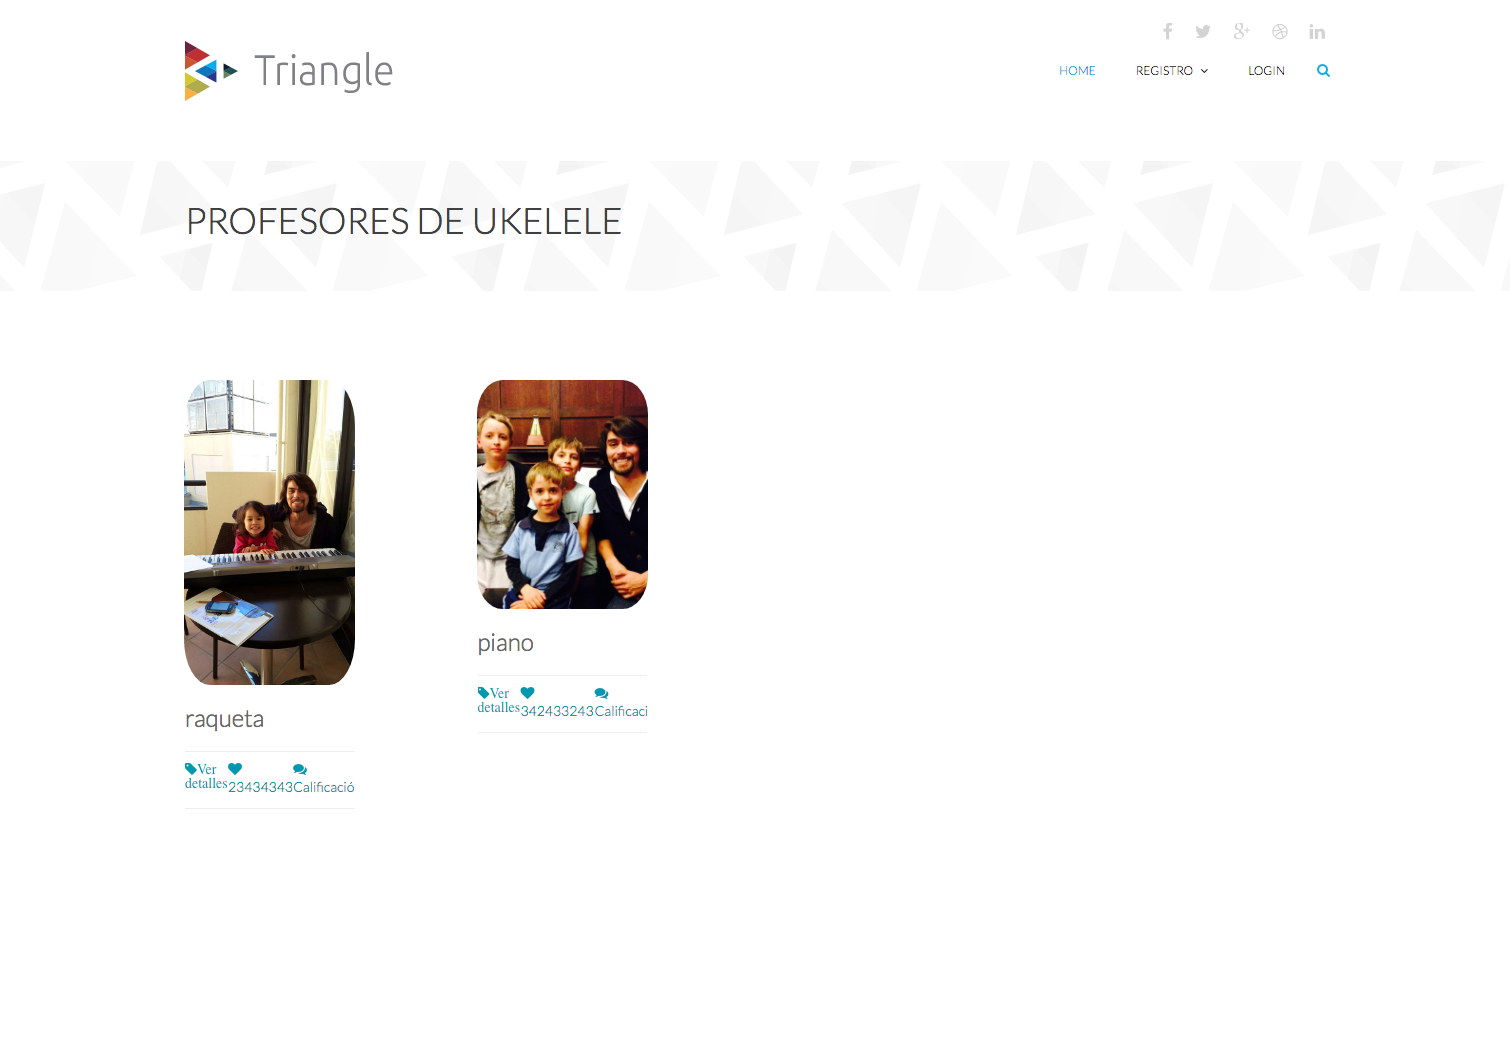 Triangle
HOME REGISTRO LOGIN
PROFESORES DE UKELELE
raqueta
Ver detalles
23434343
Calificació
piano
Ver detalles
342433243
Calificaci